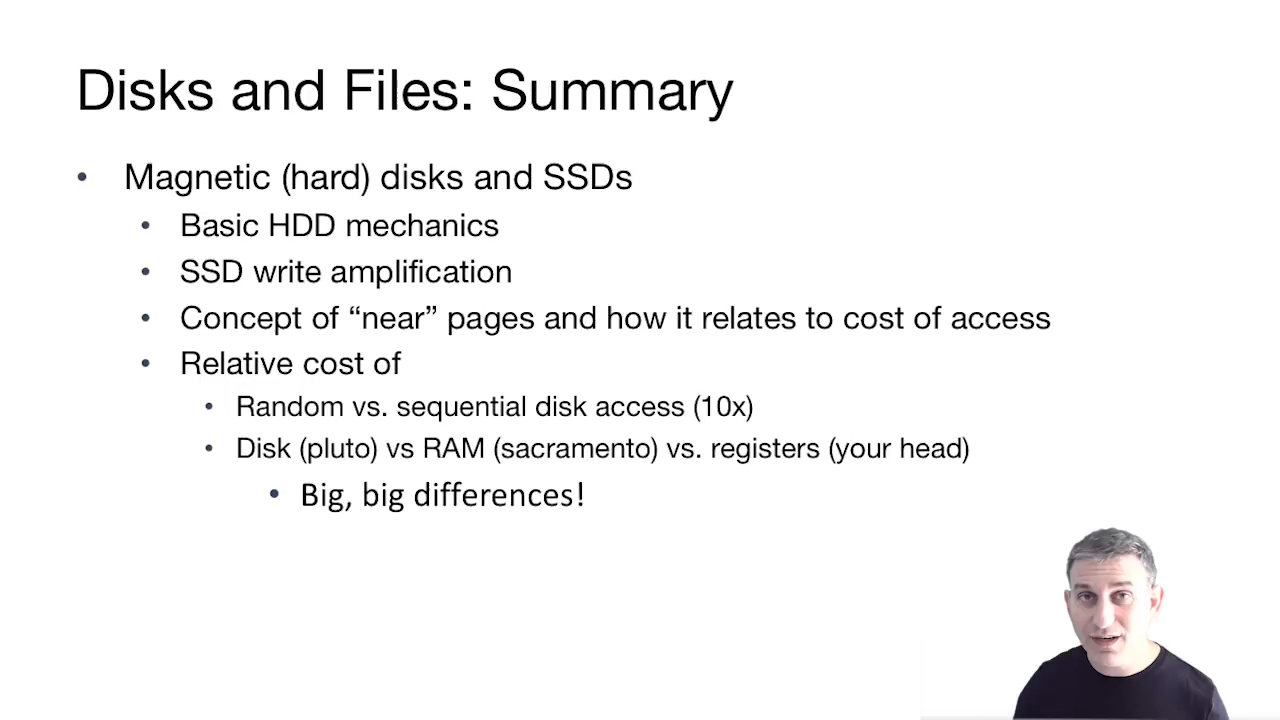 Disks and Files: Summary
• Magnetic (hard) disks and SSDs
• Basic HDD mechanics
• SSD write amplification
• Concept of “near” pages and how it relates to cost of access
• Relative cost of
• Random vs. sequential disk access (10x)
• Disk (pluto) vs RAM (sacramento) vs. registers (your head)
• Big, big differences!